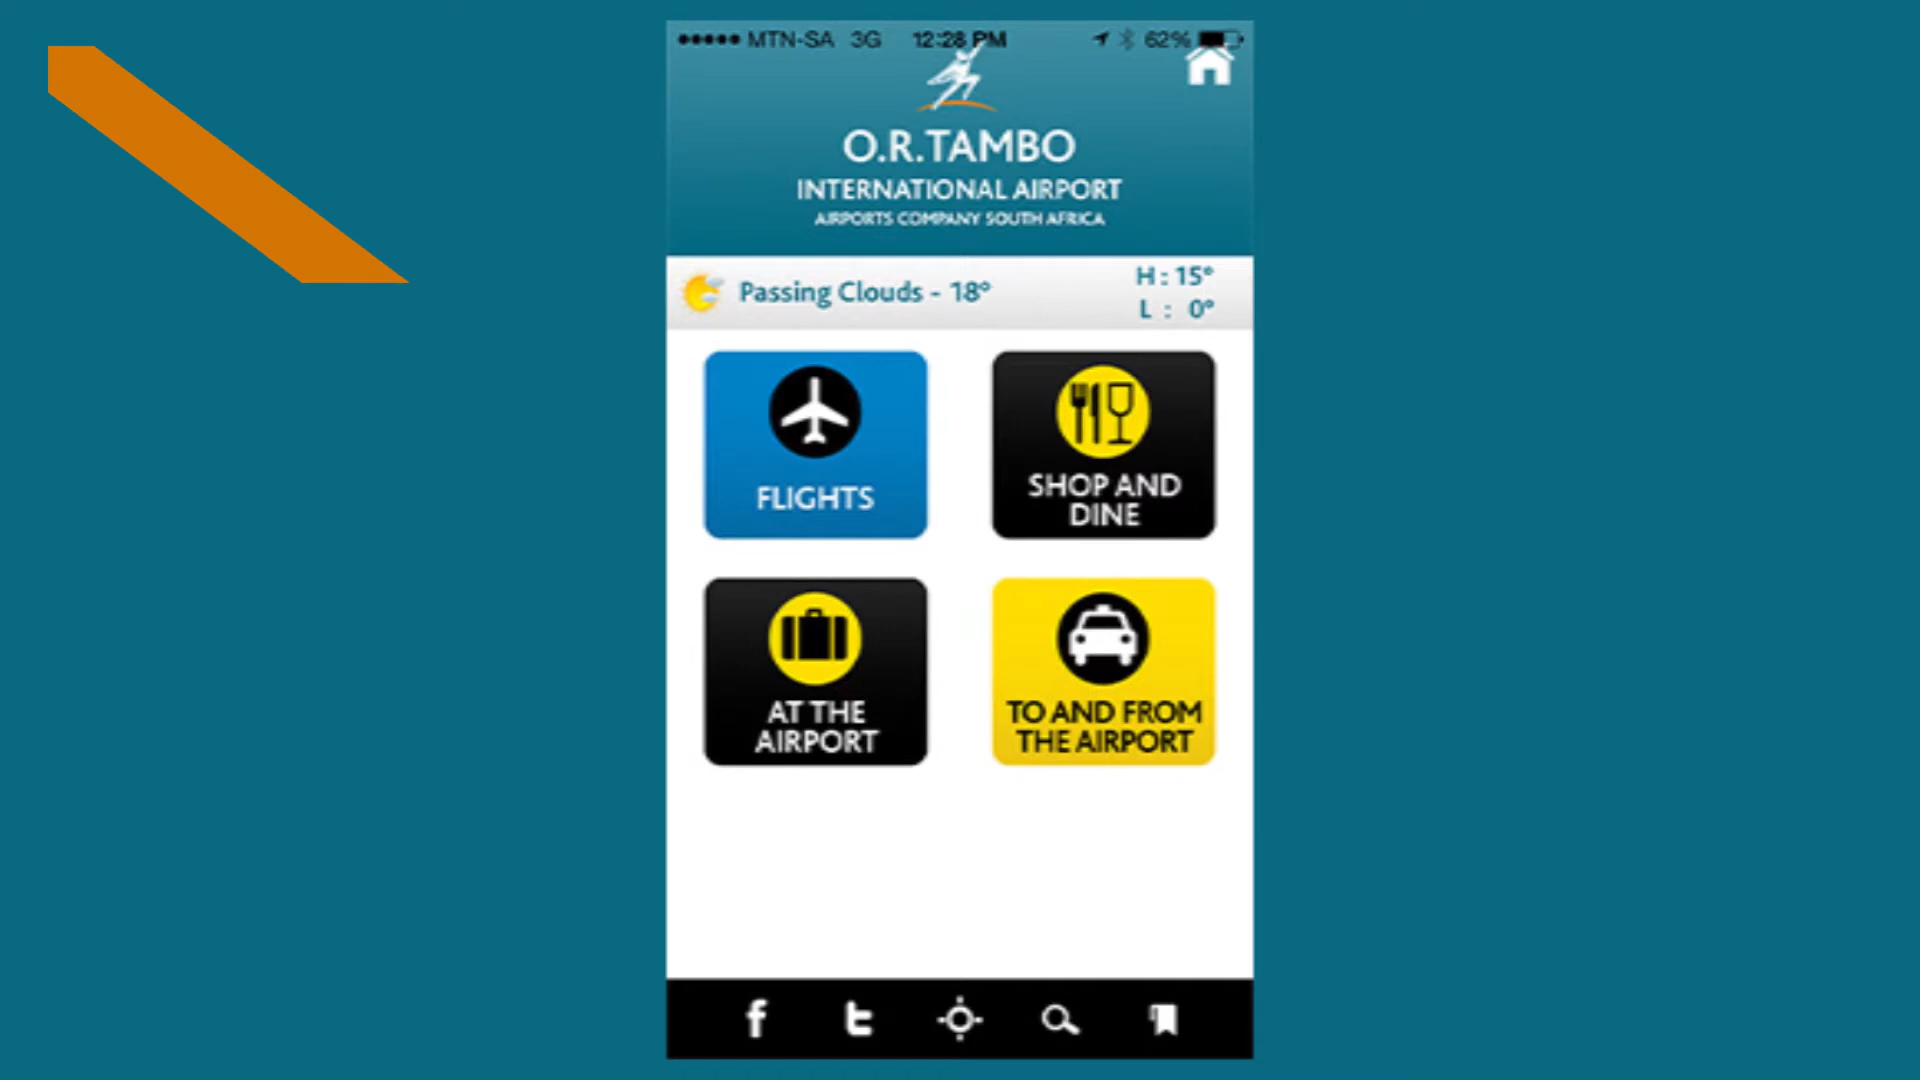 MTN-SA 3G 12:28 PM 62%
O.R.TAMBO
INTERNATIONAL AIRPORT
AIRPORTS COMPANY SOUTH AFRICA
Passing Clouds - 18°
H : 15°
L : 0°
FLIGHTS
SHOP AND
DINE
AT THE
AIRPORT
TO AND FROM
THE AIRPORT